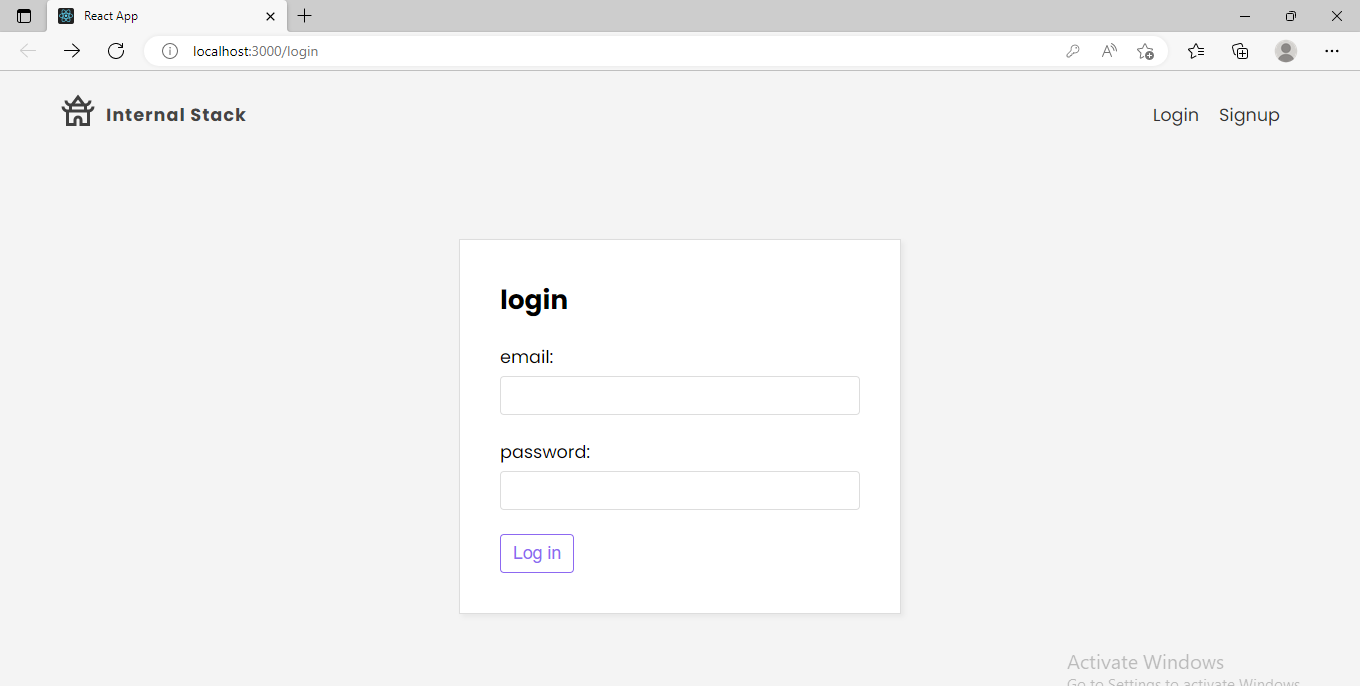 React App
localhost:3000/login
Internal Stack
Login Signup
login
email:
password:
Log in
Activate Windows
Go to Settings to activate Windows.